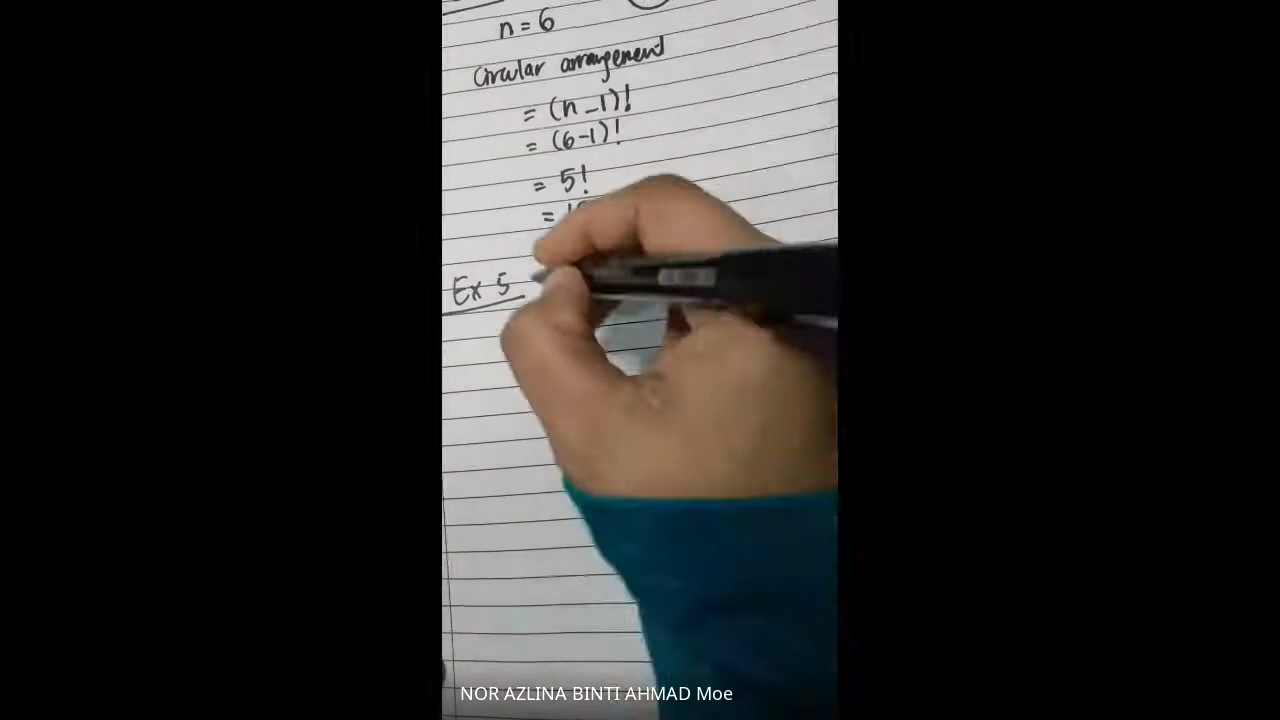 n = 6
Circular arrangement
= (n-1)!
= (6-1)!
= 5!
=
Ex 5
NOR AZLINA BINTI AHMAD Moe